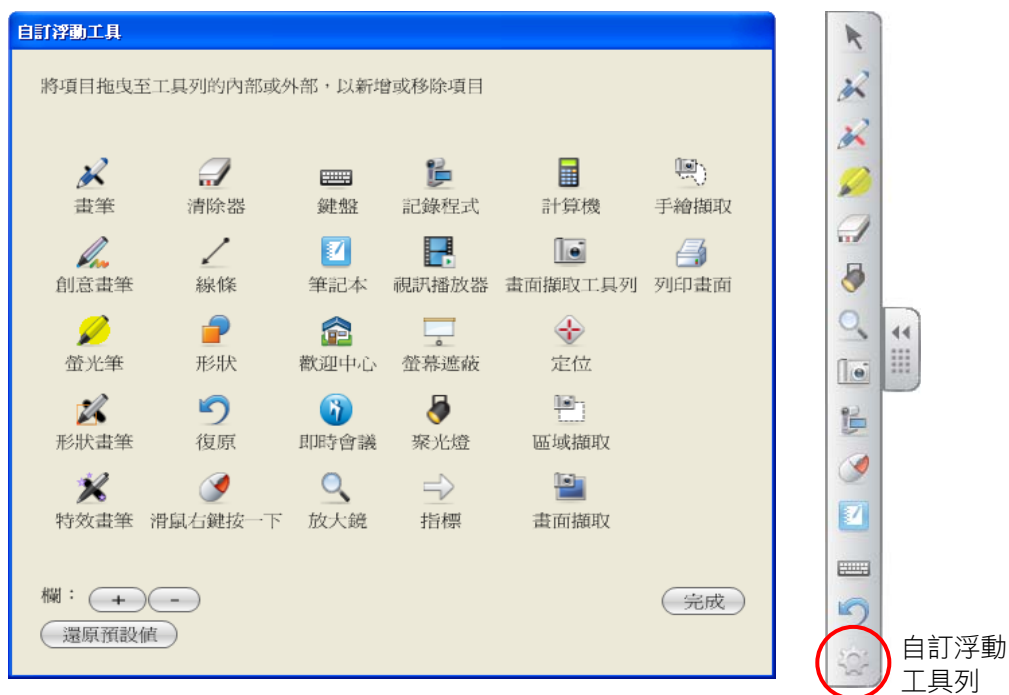 自訂浮動工具
將項目拖曳至工具列的內部或外部，以新增或移除項目
畫筆 清除器 鍵盤 記錄程式 計算機 手繪擷取
創意畫筆 線條 筆記本 視訊播放器 畫面擷取工具列 列印畫面
螢光筆 形狀 歡迎中心 螢幕遮蔽 定位
形狀畫筆 復原 即時會議 聚光燈 區域擷取
特效畫筆 滑鼠右鍵按一下 放大鏡 指標 畫面擷取
欄： + -
完成
還原預設值
自訂浮動
工具列